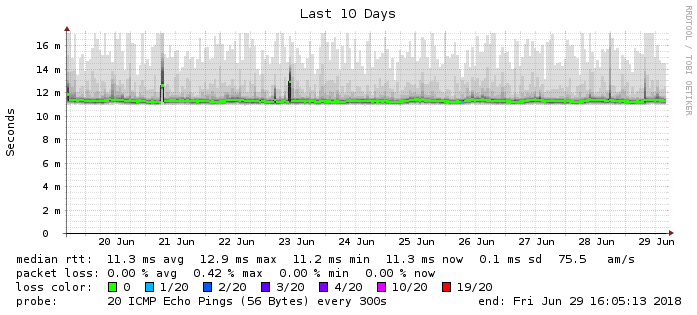 Last 10 Days
RRDTOOL / TOBI OETIKER
Seconds
16 m
14 m
12 m
10 m
8 m
6 m
4 m
2 m
0
20 Jun 21 Jun 22 Jun 23 Jun 24 Jun 25 Jun 26 Jun 27 Jun 28 Jun 29 Jun
median rtt: 11.3 ms avg 12.9 ms max 11.2 ms min 11.3 ms now 0.1 ms sd 75.5 am/s
packet loss: 0.00 % avg 0.42 % max 0.00 % min 0.00 % now
loss color: 0 1/20 2/20 3/20 4/20 10/20 19/20
probe: 20 ICMP Echo Pings (56 Bytes) every 300s end: Fri Jun 29 16:05:13 2018